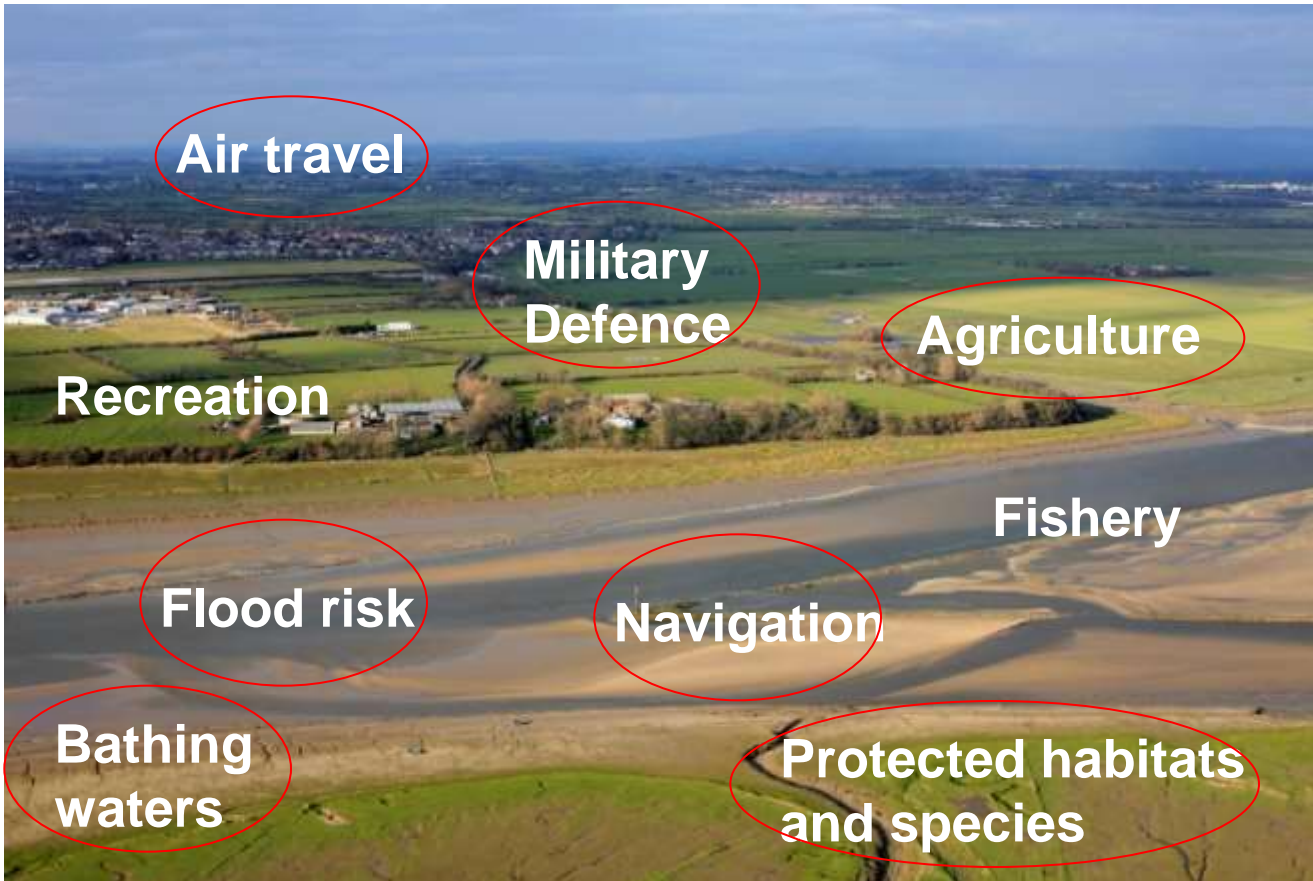 Air travel
Military
Defence
Agriculture
Recreation
Fishery
Flood risk
Navigation
Bathing
waters
Protected habitats
and species